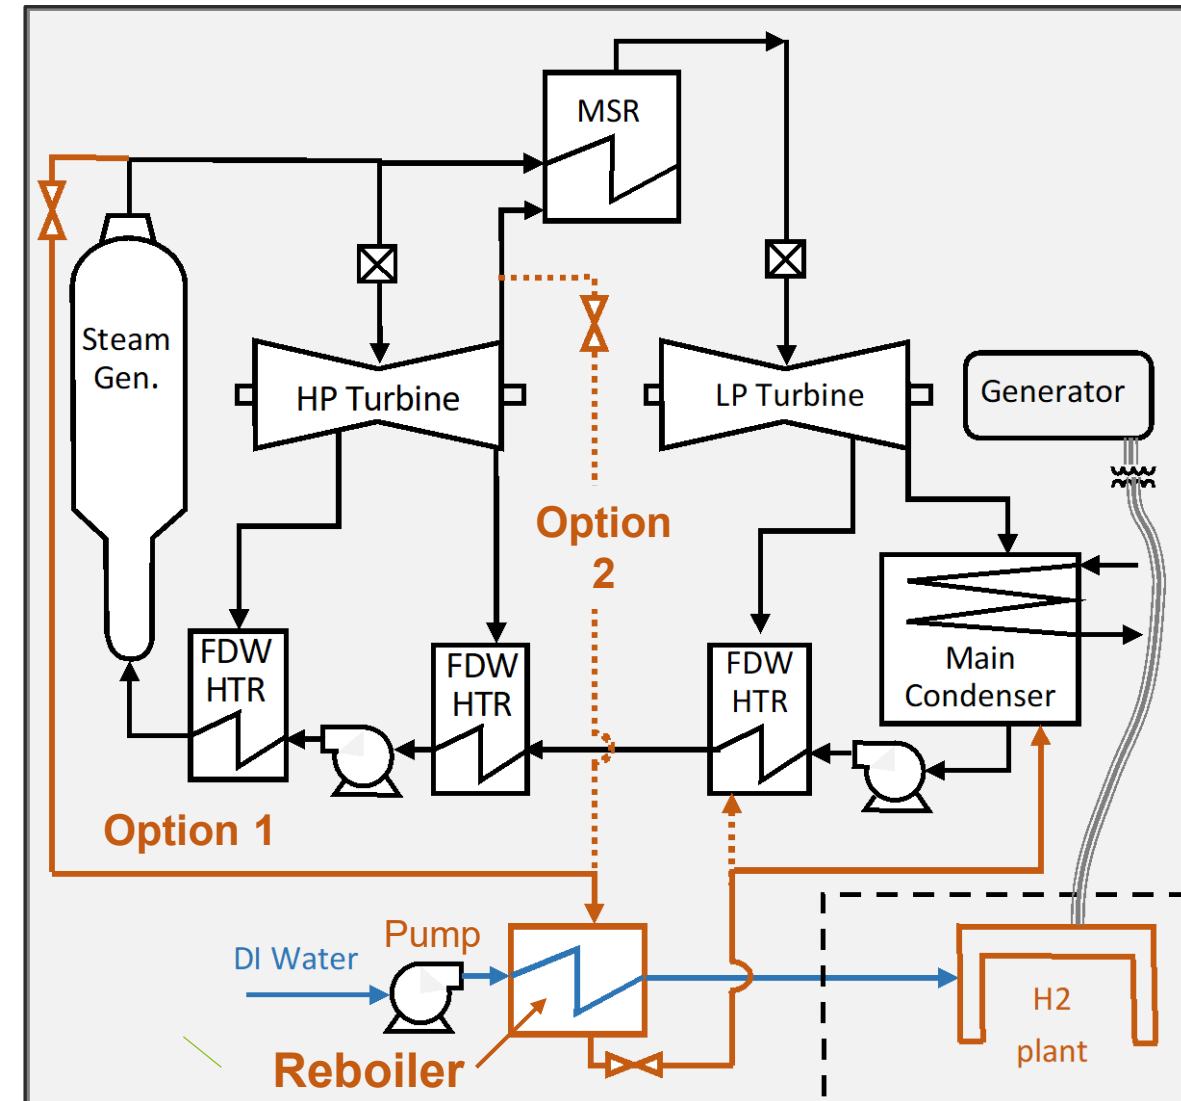 MSR
Steam
Gen.
HP Turbine
LP Turbine
Generator
Option
2
FDW
HTR
FDW
HTR
FDW
HTR
Main
Condenser
Option 1
Pump
DI Water
Reboiler
H2
plant